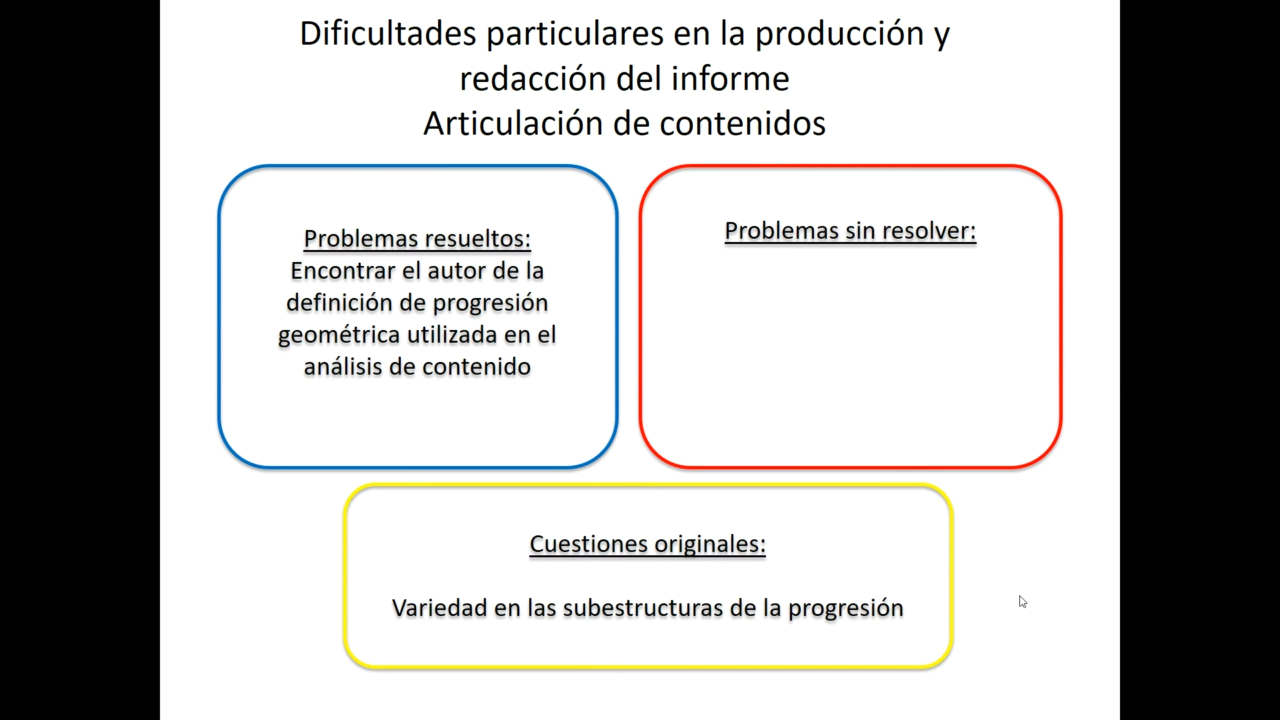 Dificultades particulares en la producción y
redacción del informe
Articulación de contenidos
Problemas resueltos:
Encontrar el autor de la
definición de progresión
geométrica utilizada en el
análisis de contenido
Problemas sin resolver:
Cuestiones originales:
Variedad en las subestructuras de la progresión